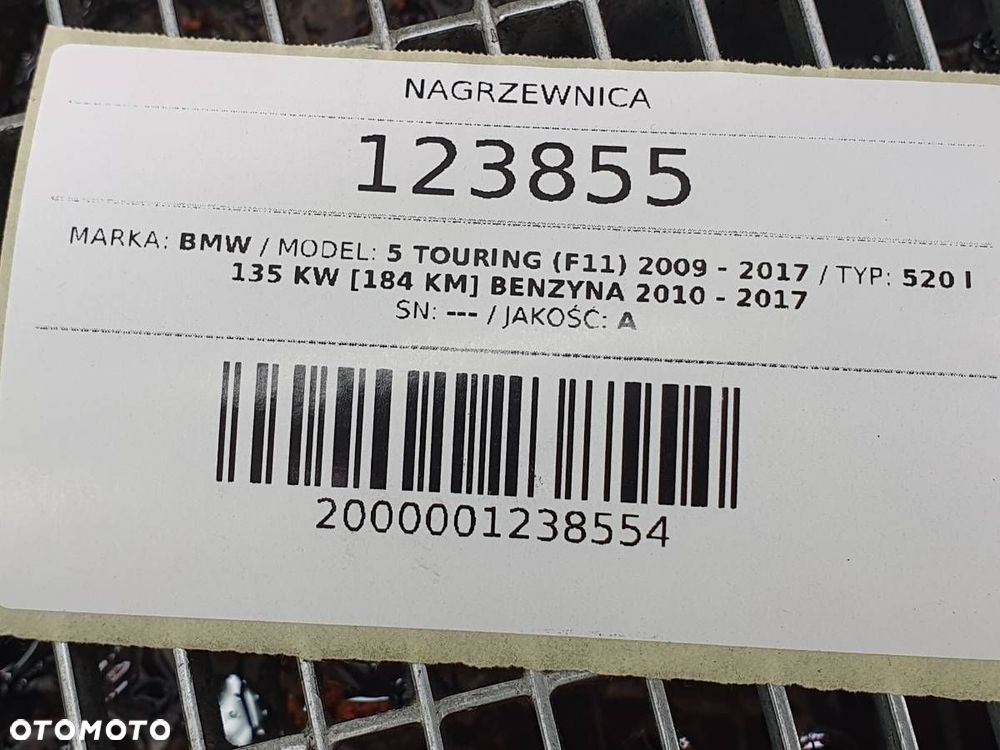 NAGRZEWNICA
123855
MARKA: BMW / MODEL: 5 TOURING (F11) 2009 - 2017 / TYP: 520 I
135 KW [184 KM] BENZYNA 2010 - 2017
SN: --- / JAKOŚĆ: A
2000001238554
OTOMOTO